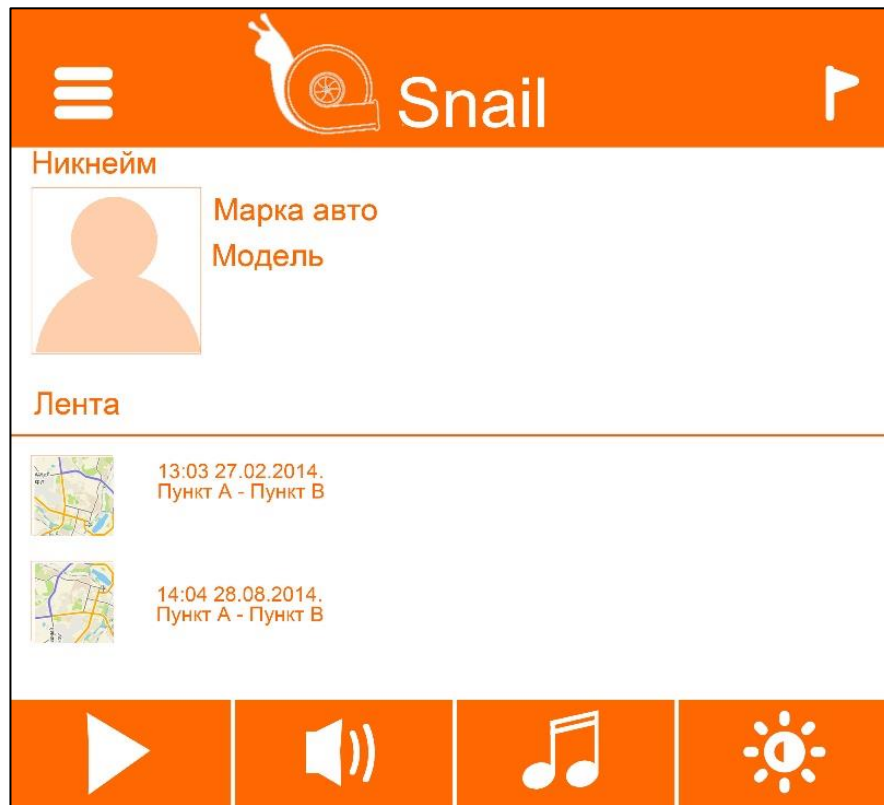 Snail
Никнейм
Марка авто
Модель
Лента
13:03 27.02.2014.
Пункт А - Пункт В
14:04 28.08.2014.
Пункт А - Пункт В